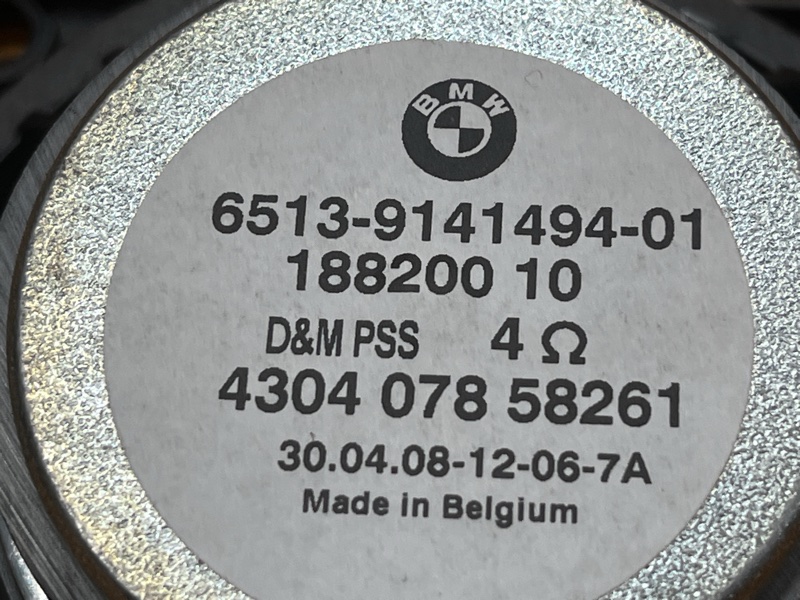 BMW
6513-9141494-01
188200 10
D&M PSS 4 Ω
4304 078 58261
30.04.08-12-06-7A
Made in Belgium